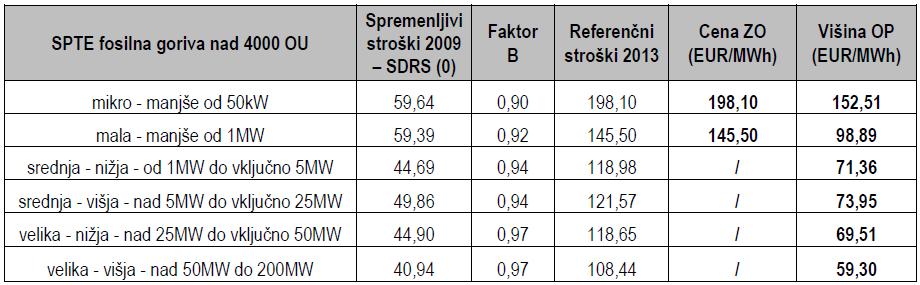 SPTE fosilna goriva nad 4000 OU | Spremenljivi stroški 2009 – SDRS (0) | Faktor B | Referenčni stroški 2013 | Cena ZO (EUR/MWh) | Višina OP (EUR/MWh)
mikro - manjše od 50kW | 59,64 | 0,90 | 198,10 | 198,10 | 152,51
mala - manjše od 1MW | 59,39 | 0,92 | 145,50 | 145,50 | 98,89
srednja - nižja - od 1MW do vključno 5MW | 44,69 | 0,94 | 118,98 | / | 71,36
srednja - višja - nad 5MW do vključno 25MW | 49,86 | 0,94 | 121,57 | / | 73,95
velika - nižja - nad 25MW do vključno 50MW | 44,90 | 0,97 | 118,65 | / | 69,51
velika - višja - nad 50MW do 200MW | 40,94 | 0,97 | 108,44 | / | 59,30